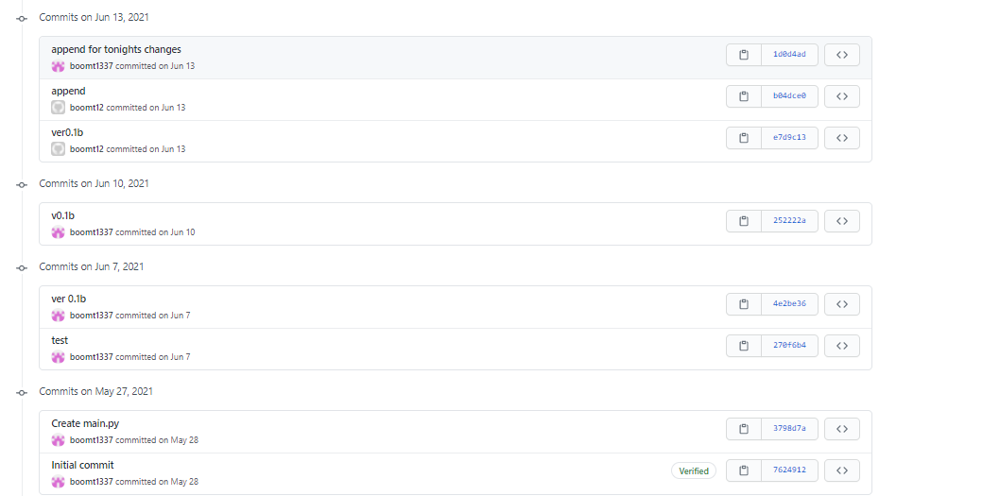 Commits on Jun 13, 2021
append for tonights changes
boomt1337 committed on Jun 13
1d0d4ad
append
boomt12 committed on Jun 13
b04dce0
ver0.1b
boomt12 committed on Jun 13
e7d9c13
Commits on Jun 10, 2021
v0.1b
boomt1337 committed on Jun 10
252222a
Commits on Jun 7, 2021
ver 0.1b
boomt1337 committed on Jun 7
4e2be36
test
boomt1337 committed on Jun 7
270f6b4
Commits on May 27, 2021
Create main.py
boomt1337 committed on May 28
3798d7a
Initial commit
boomt1337 committed on May 28
Verified
7624912